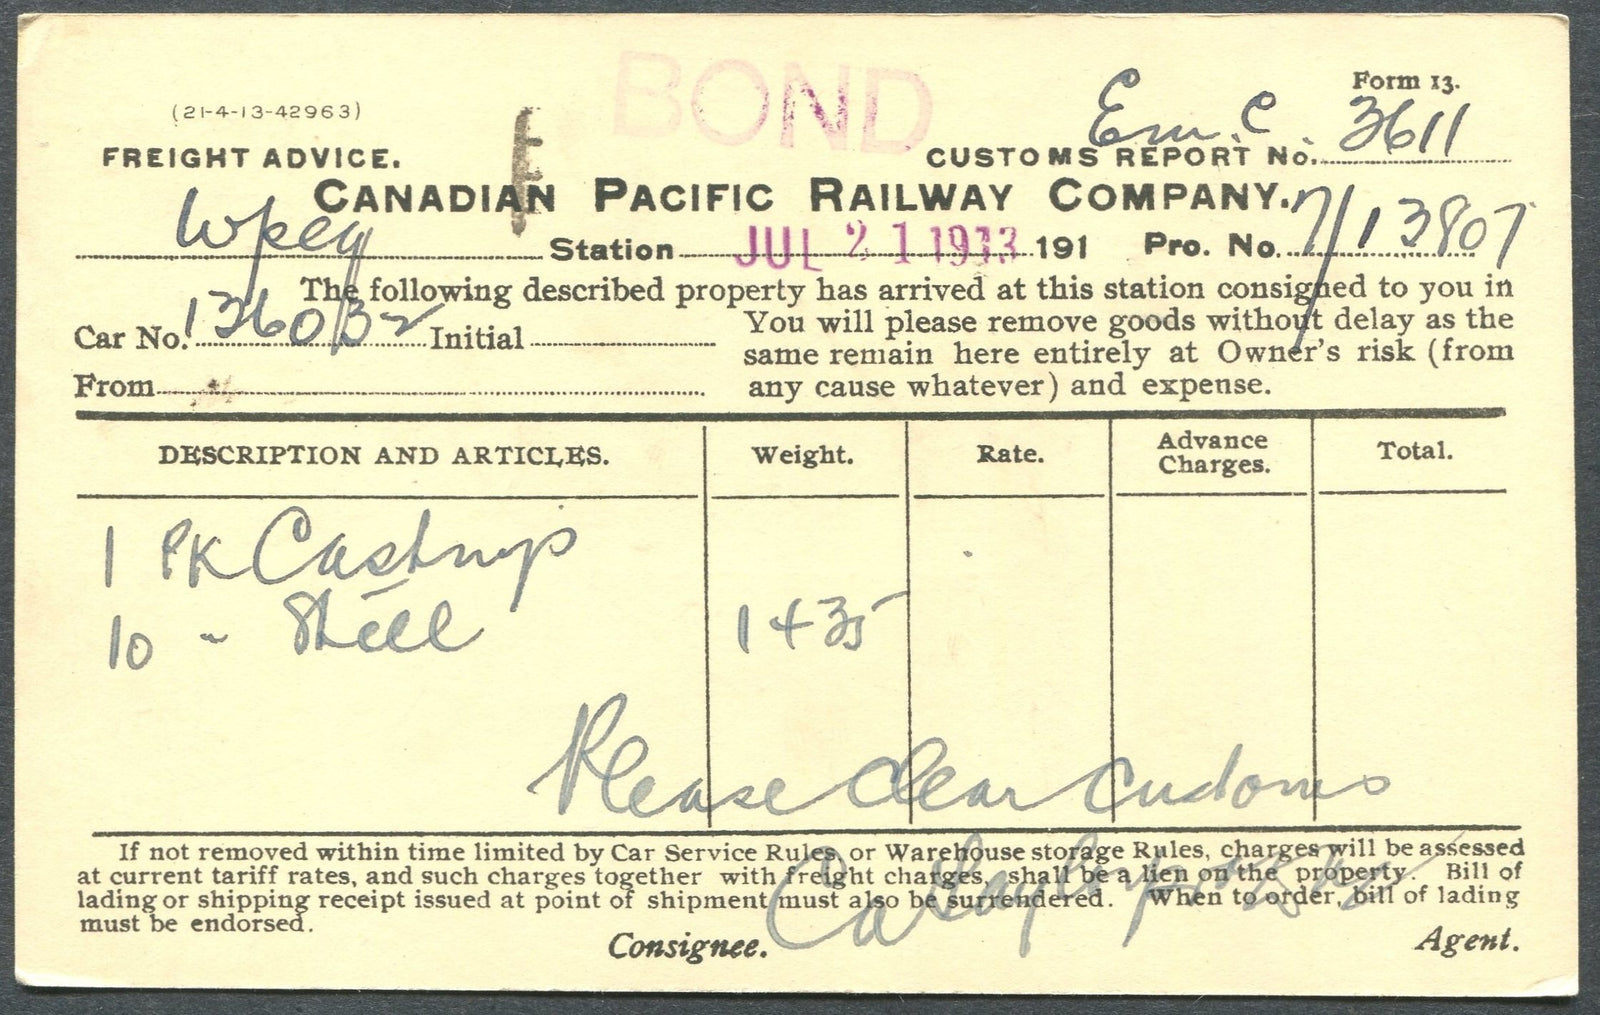 BOND
Form 13.
(21-4-13-42963)
Em.C. 3611
FREIGHT ADVICE.
CUSTOMS REPORT No.
CANADIAN PACIFIC RAILWAY COMPANY.
Wpeg Station JUL 21 1913 191 Pro. No. 7/13807
The following described property has arrived at this station consigned to you in
Car No. Initial
You will please remove goods without delay as the
same remain here entirely at Owner's risk (from
From
any cause whatever) and expense.
DESCRIPTION AND ARTICLES. Weight. Rate. Advance Charges. Total.
1 PK Castings
10 " Steel 1435
Please Clear Customs
If not removed within time limited by Car Service Rules, or Warehouse storage Rules, charges will be assessed
at current tariff rates, and such charges together with freight charges, shall be a lien on the property. Bill of
lading or shipping receipt issued at point of shipment must also be surrendered. When to order, bill of lading
must be endorsed.
Consignee. Agent.